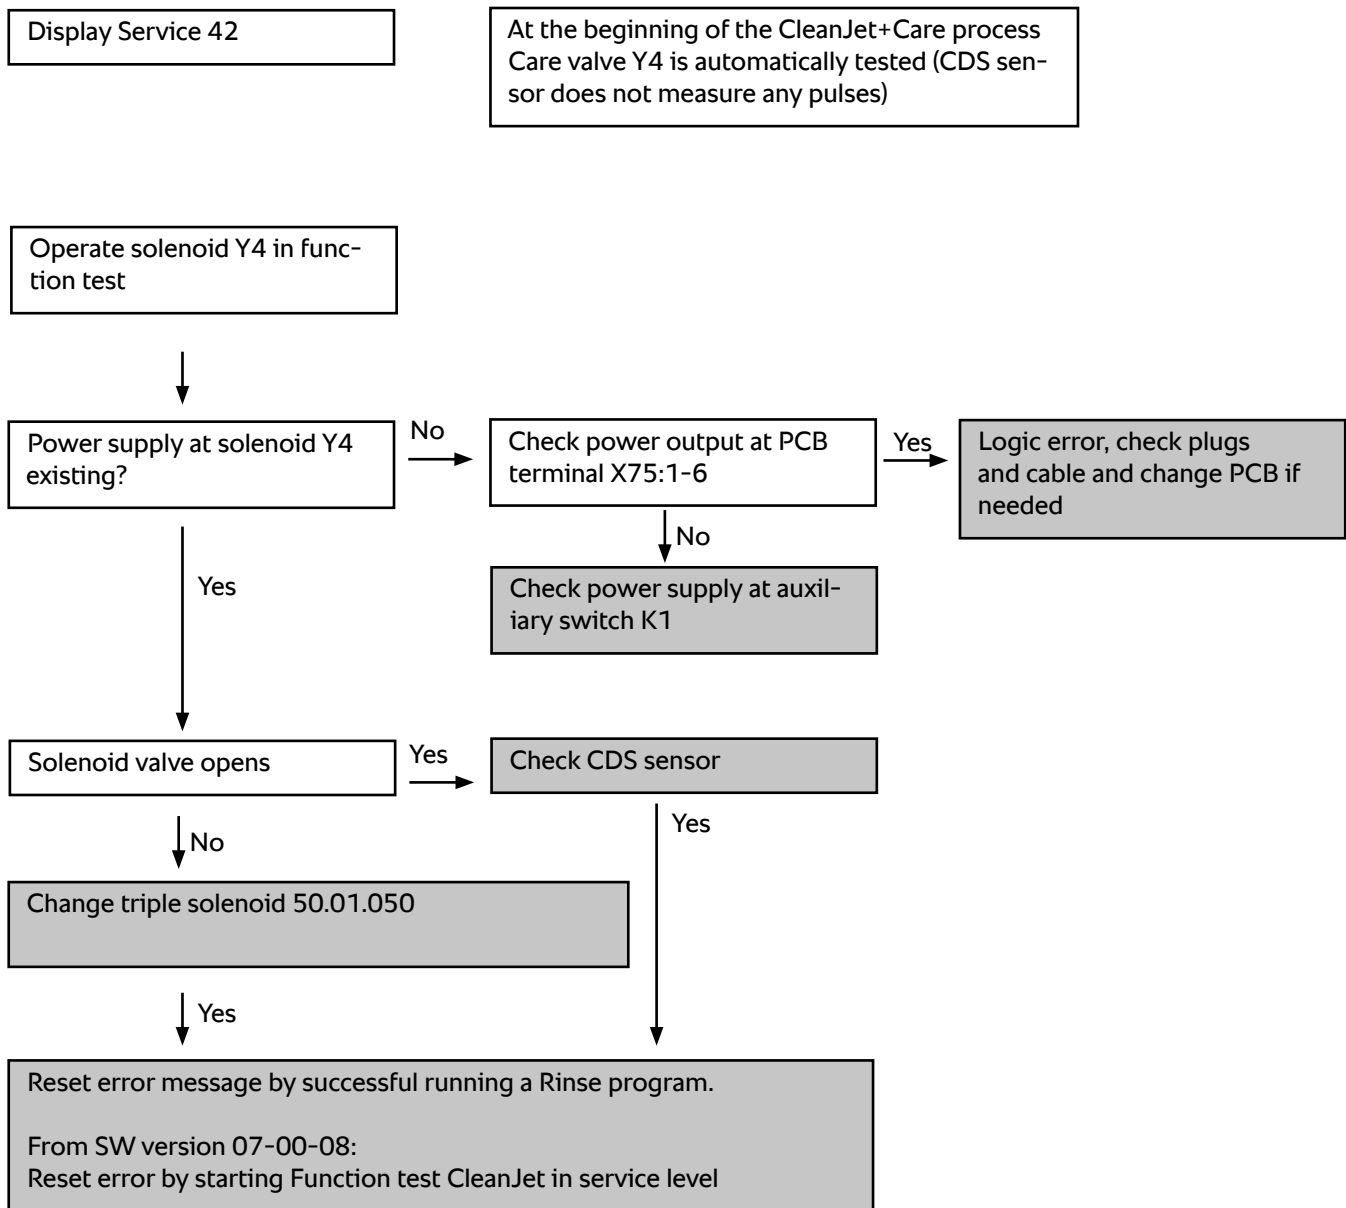 Display Service 42
At the beginning of the CleanJet+Care process
Care valve Y4 is automatically tested (CDS sen-
sor does not measure any pulses)
Operate solenoid Y4 in func-
tion test
Power supply at solenoid Y4
existing?
No
Check power output at PCB
terminal X75:1-6
Yes
Logic error, check plugs
and cable and change PCB if
needed
No
Check power supply at auxil-
iary switch K1
Yes
Solenoid valve opens
Yes
Check CDS sensor
Yes
No
Change triple solenoid 50.01.050
Yes
Reset error message by successful running a Rinse program.
From SW version 07-00-08:
Reset error by starting Function test CleanJet in service level